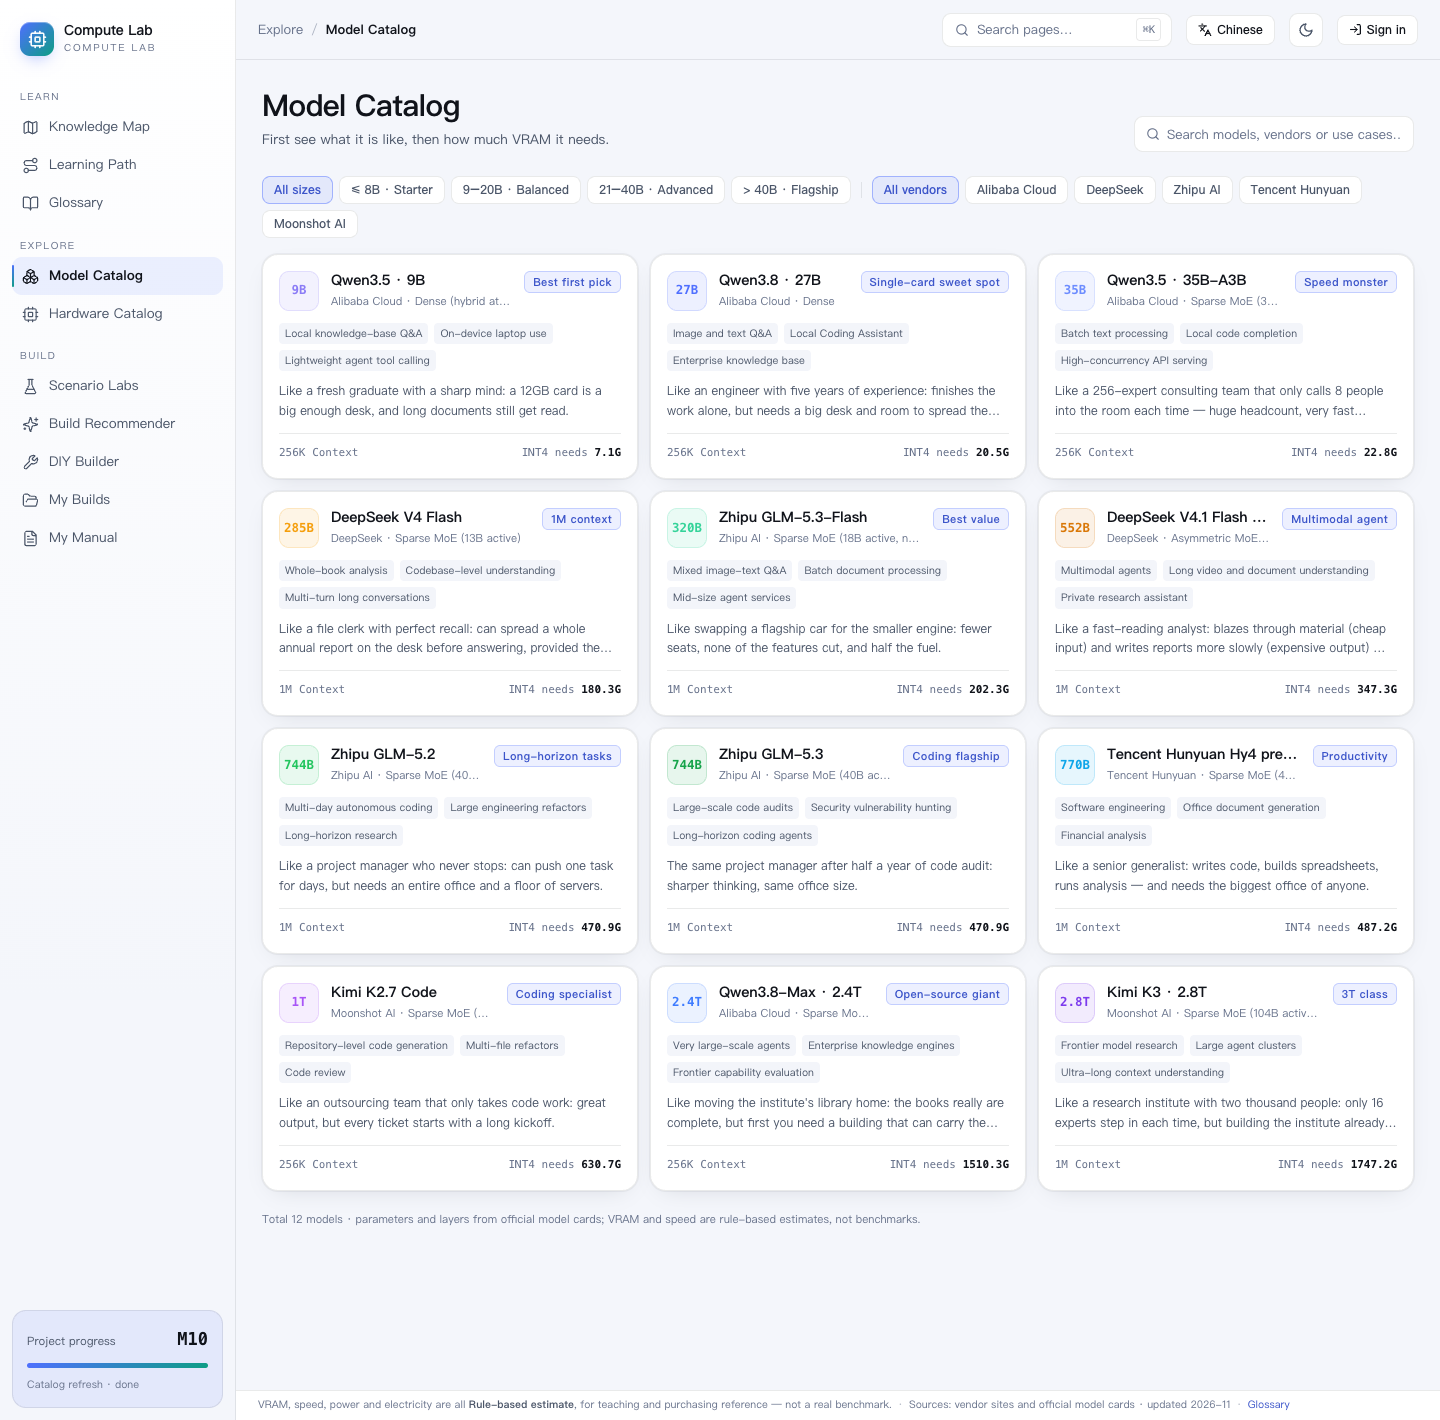 Compute Lab
COMPUTE LAB
LEARN
Knowledge Map
Learning Path
Glossary
EXPLORE
Model Catalog
Hardware Catalog
BUILD
Scenario Labs
Build Recommender
DIY Builder
My Builds
My Manual
Project progress M10
Catalog refresh · done
Explore / Model Catalog
Search pages... ⌘K
Chinese
Sign in
Model Catalog
First see what it is like, then how much VRAM it needs.
Search models, vendors or use cases..
All sizes ≤ 8B · Starter 9–20B · Balanced 21–40B · Advanced > 40B · Flagship All vendors Alibaba Cloud DeepSeek Zhipu AI Tencent Hunyuan
Moonshot AI
9B Qwen3.5 · 9B Best first pick
Alibaba Cloud · Dense (hybrid at...
Local knowledge-base Q&A On-device laptop use
Lightweight agent tool calling
Like a fresh graduate with a sharp mind: a 12GB card is a
big enough desk, and long documents still get read.
256K Context INT4 needs 7.1G
27B Qwen3.8 · 27B Single-card sweet spot
Alibaba Cloud · Dense
Image and text Q&A Local Coding Assistant
Enterprise knowledge base
Like an engineer with five years of experience: finishes the
work alone, but needs a big desk and room to spread the...
256K Context INT4 needs 20.5G
35B Qwen3.5 · 35B-A3B Speed monster
Alibaba Cloud · Sparse MoE (3...
Batch text processing Local code completion
High-concurrency API serving
Like a 256-expert consulting team that only calls 8 people
into the room each time — huge headcount, very fast...
256K Context INT4 needs 22.8G
285B DeepSeek V4 Flash 1M context
DeepSeek · Sparse MoE (13B active)
Whole-book analysis Codebase-level understanding
Multi-turn long conversations
Like a file clerk with perfect recall: can spread a whole
annual report on the desk before answering, provided the...
1M Context INT4 needs 180.3G
320B Zhipu GLM-5.3-Flash Best value
Zhipu AI · Sparse MoE (18B active, n...
Mixed image-text Q&A Batch document processing
Mid-size agent services
Like swapping a flagship car for the smaller engine: fewer
seats, none of the features cut, and half the fuel.
1M Context INT4 needs 202.3G
552B DeepSeek V4.1 Flash ... Multimodal agent
DeepSeek · Asymmetric MoE...
Multimodal agents Long video and document understanding
Private research assistant
Like a fast-reading analyst: blazes through material (cheap
input) and writes reports more slowly (expensive output) ...
1M Context INT4 needs 347.3G
744B Zhipu GLM-5.2 Long-horizon tasks
Zhipu AI · Sparse MoE (40...
Multi-day autonomous coding Large engineering refactors
Long-horizon research
Like a project manager who never stops: can push one task
for days, but needs an entire office and a floor of servers.
1M Context INT4 needs 470.9G
744B Zhipu GLM-5.3 Coding flagship
Zhipu AI · Sparse MoE (40B ac...
Large-scale code audits Security vulnerability hunting
Long-horizon coding agents
The same project manager after half a year of code audit:
sharper thinking, same office size.
1M Context INT4 needs 470.9G
770B Tencent Hunyuan Hy4 pre... Productivity
Tencent Hunyuan · Sparse MoE (4...
Software engineering Office document generation
Financial analysis
Like a senior generalist: writes code, builds spreadsheets,
runs analysis — and needs the biggest office of anyone.
1M Context INT4 needs 487.2G
1T Kimi K2.7 Code Coding specialist
Moonshot AI · Sparse MoE (...
Repository-level code generation Multi-file refactors
Code review
Like an outsourcing team that only takes code work: great
output, but every ticket starts with a long kickoff.
256K Context INT4 needs 630.7G
2.4T Qwen3.8-Max · 2.4T Open-source giant
Alibaba Cloud · Sparse Mo...
Very large-scale agents Enterprise knowledge engines
Frontier capability evaluation
Like moving the institute's library home: the books really are
complete, but first you need a building that can carry the...
256K Context INT4 needs 1510.3G
2.8T Kimi K3 · 2.8T 3T class
Moonshot AI · Sparse MoE (104B activ...
Frontier model research Large agent clusters
Ultra-long context understanding
Like a research institute with two thousand people: only 16
experts step in each time, but building the institute already...
1M Context INT4 needs 1747.2G
Total 12 models · parameters and layers from official model cards; VRAM and speed are rule-based estimates, not benchmarks.
VRAM, speed, power and electricity are all Rule-based estimate, for teaching and purchasing reference — not a real benchmark. · Sources: vendor sites and official model cards · updated 2026-11 · Glossary